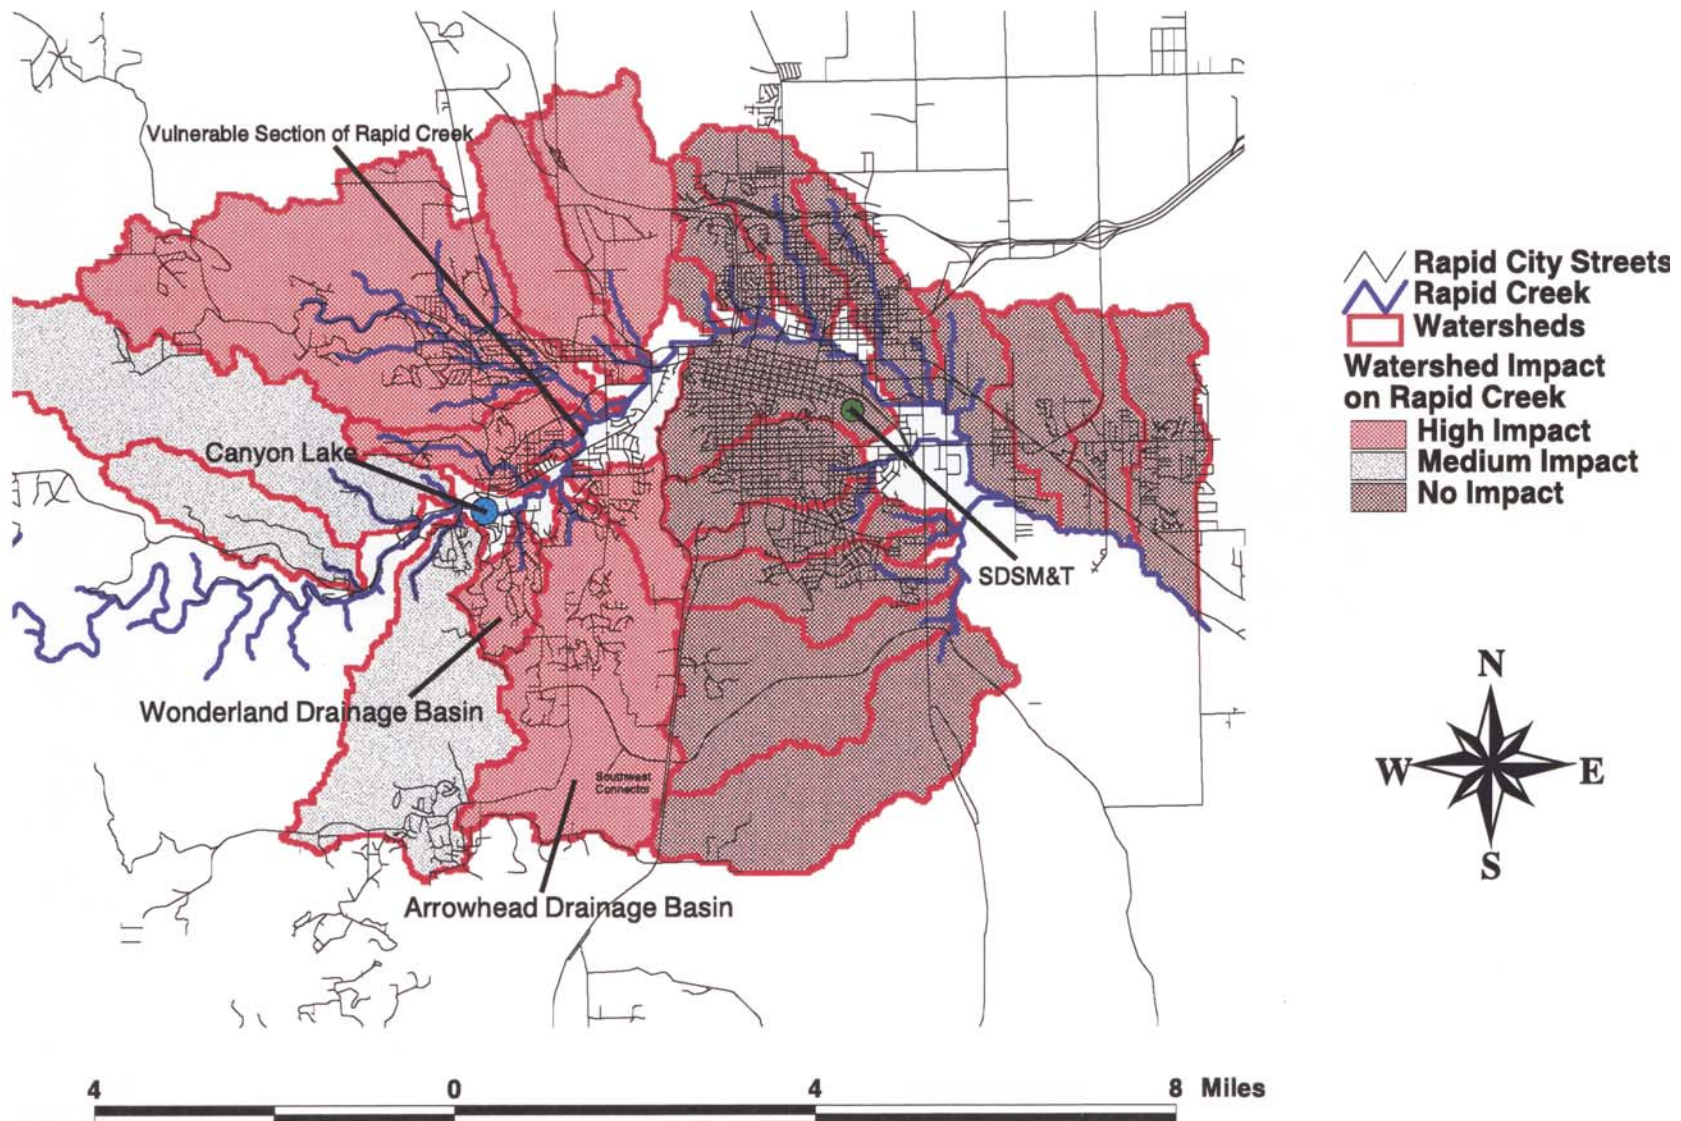 Vulnerable Section of Rapid Creek
Canyon Lake
SDSM&T
Wonderland Drainage Basin
Southwest
Connector
Arrowhead Drainage Basin
Rapid City Streets
Rapid Creek
Watersheds
Watershed Impact
on Rapid Creek
High Impact
Medium Impact
No Impact
N
W
E
S
4 0 4 8 Miles